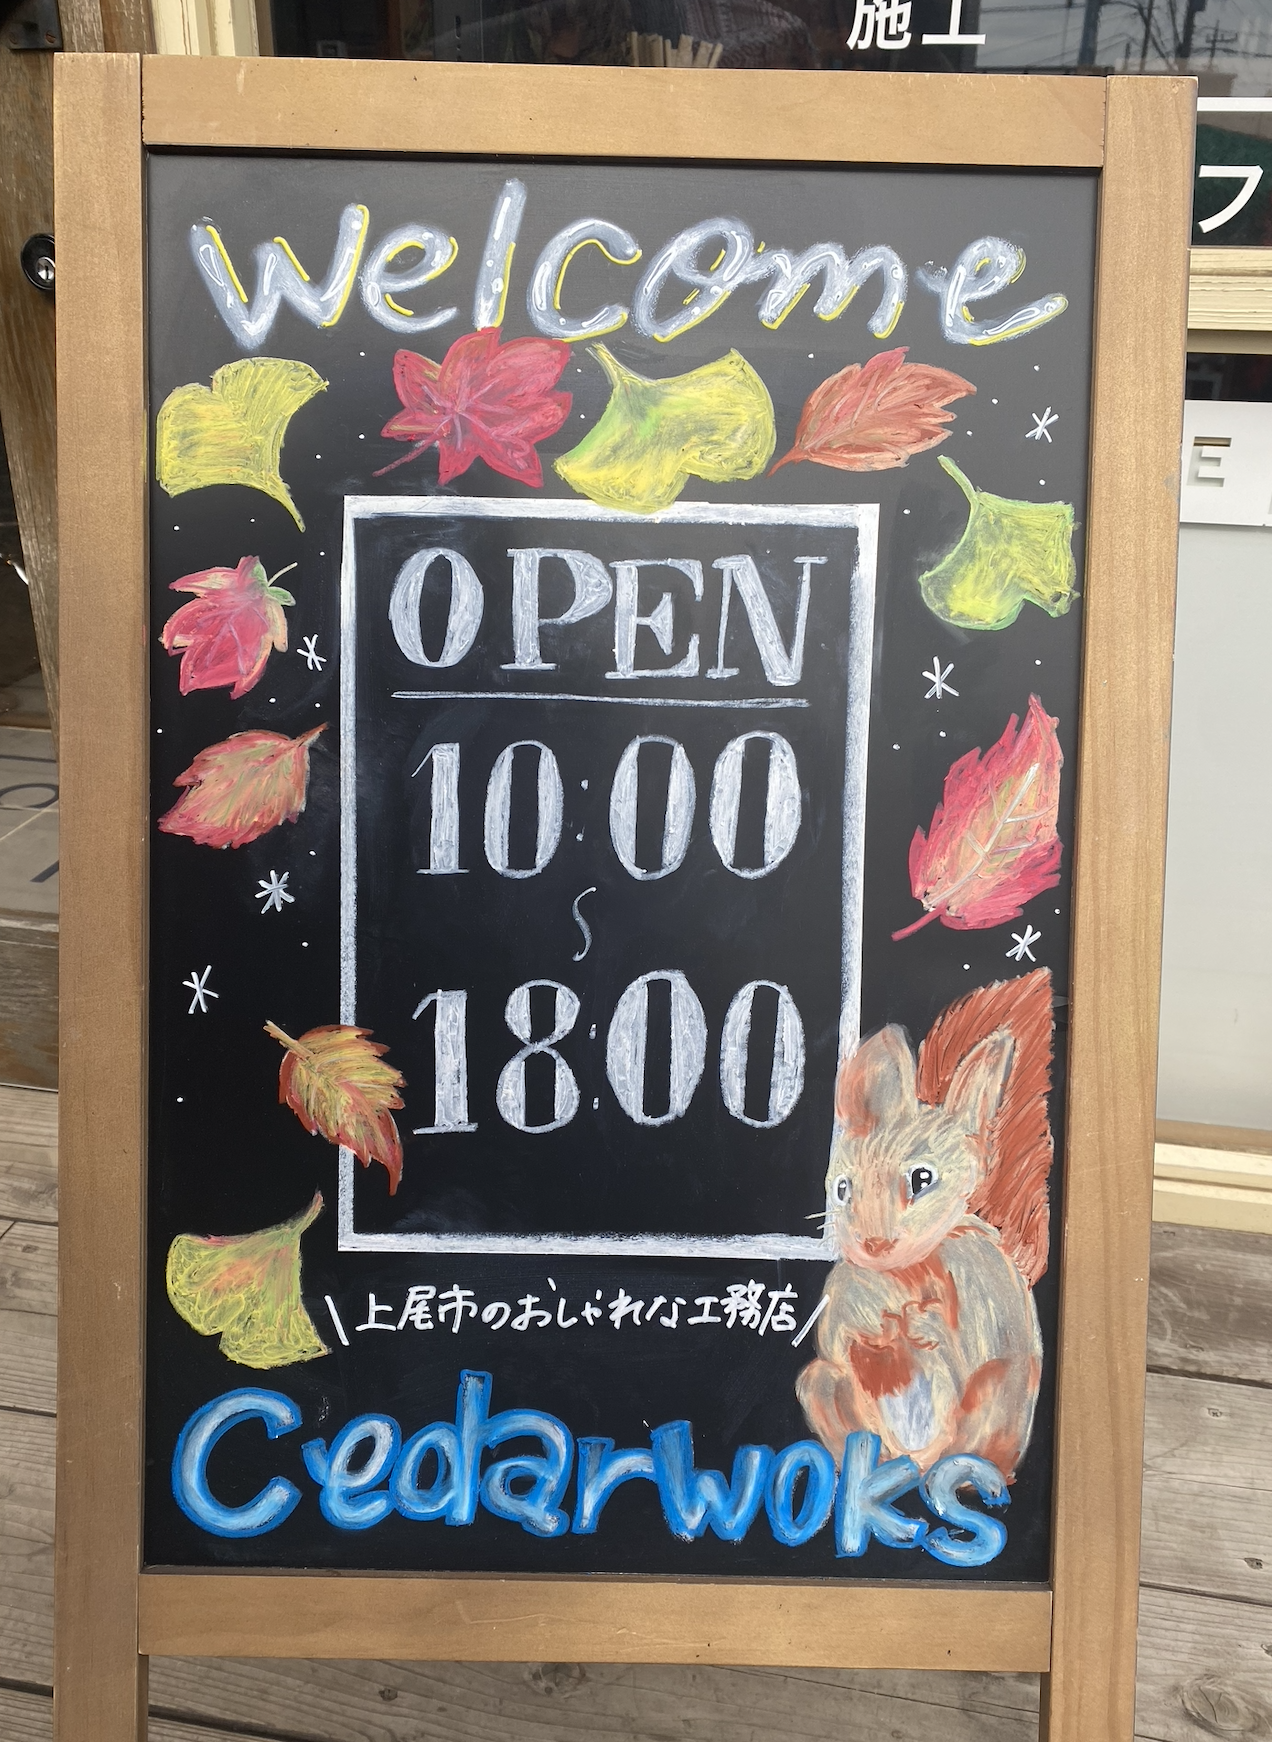 施工
フ
E
welcome
OPEN
10:00
〜
18:00
\上尾市のおしゃれな工務店/
Cedarwoks